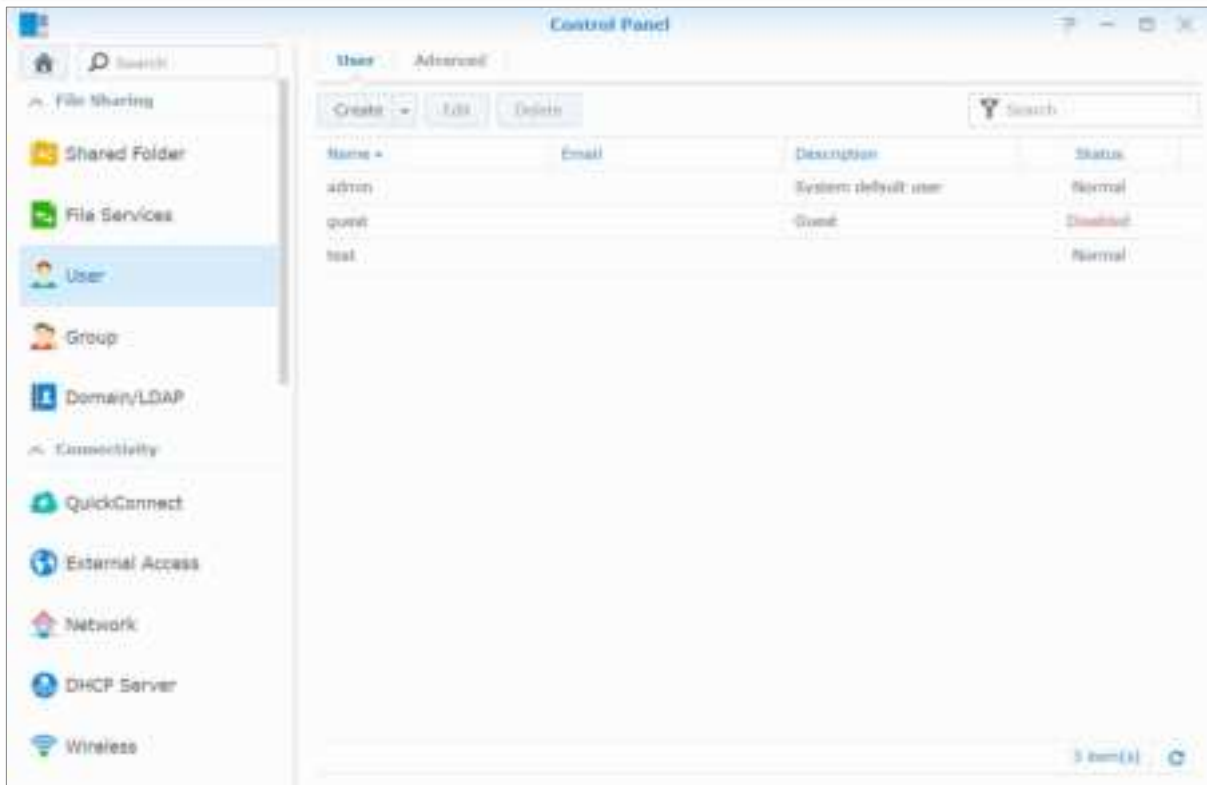 Control Panel
Search
User Advanced
File Sharing
Create Edit Delete
Search
Shared Folder
Name Email Description Status
admin System default user Normal
File Services
guest Guest Disabled
User
test Normal
Group
Domain/LDAP
Connectivity
QuickConnect
External Access
Network
DHCP Server
Wireless
3 item(s)